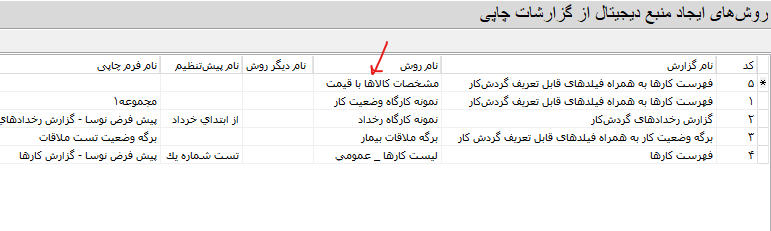 روش‌های ایجاد منبع دیجیتال از گزارشات چاپی
کد نام گزارش نام روش نام دیگر روش نام پیش‌تنظیم نام فرم چاپی
* ۵ فهرست کارها به همراه فیلدهای قابل تعریف گردش‌کار مشخصات کالاها با قیمت
۱ فهرست کارها به همراه فیلدهای قابل تعریف گردش‌کار نمونه کارگاه وضعیت کار مجموعه۱
۲ گزارش رخدادهای گردش‌کار نمونه کارگاه رخداد از ابتداي خرداد پیش فرض نوسا - گزارش رخدادهاي
۳ برگه وضعیت کار به همراه فیلدهای قابل تعریف گردش کار برگه ملاقات بیمار برگه وضعیت تست ملاقات
۴ فهرست کارها لیست کارها _ عمومي تست شماره يك پیش فرض نوسا - گزارش کارها